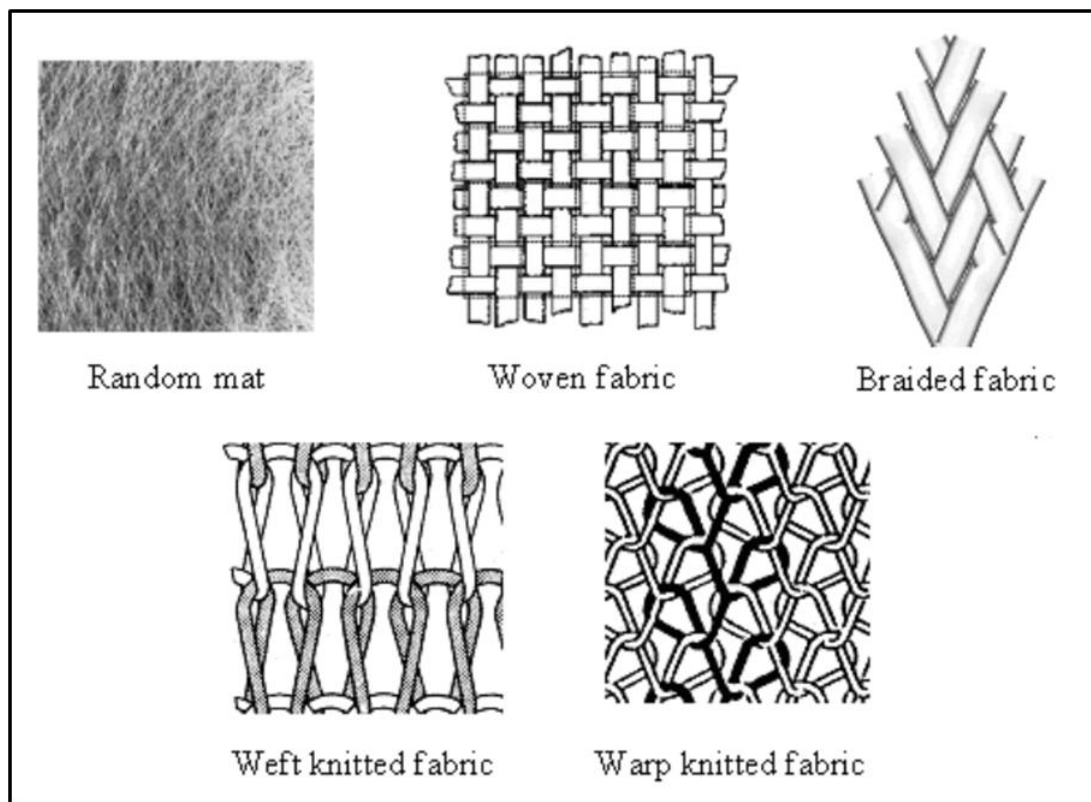 Random mat
Woven fabric
Braided fabric
Weft knitted fabric
Warp knitted fabric